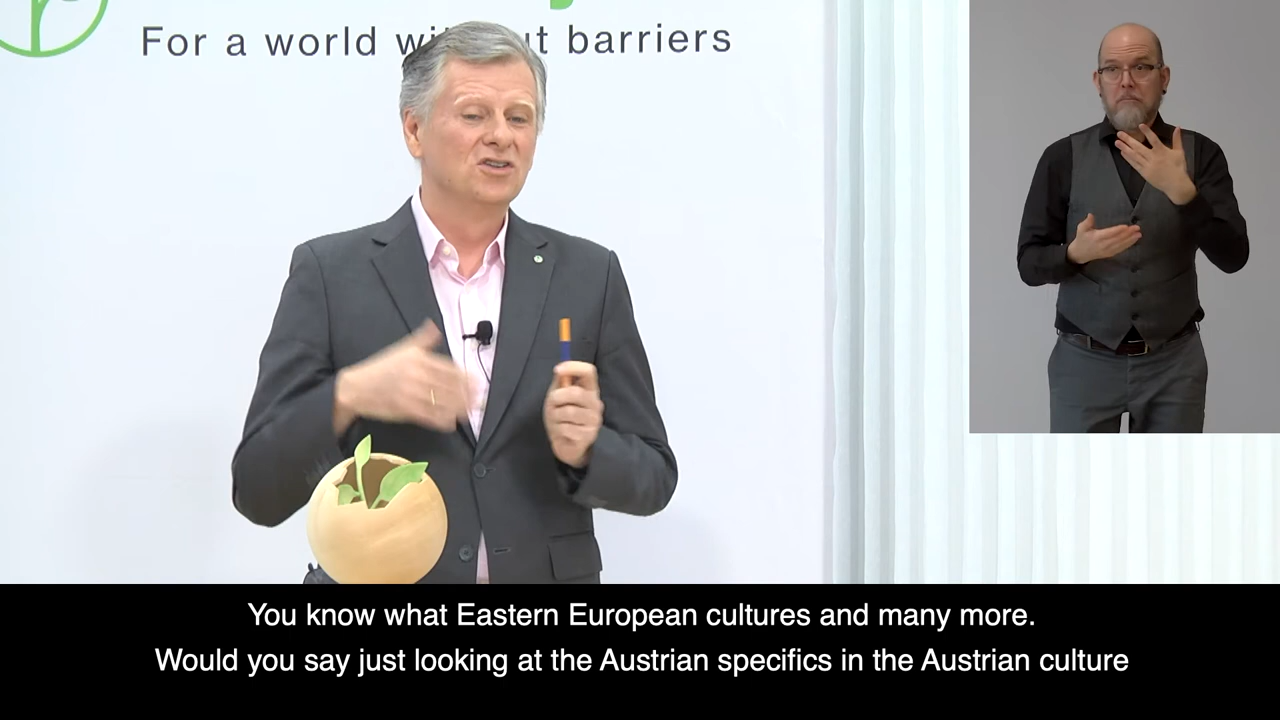 For a world without barriers
You know what Eastern European cultures and many more.
Would you say just looking at the Austrian specifics in the Austrian culture